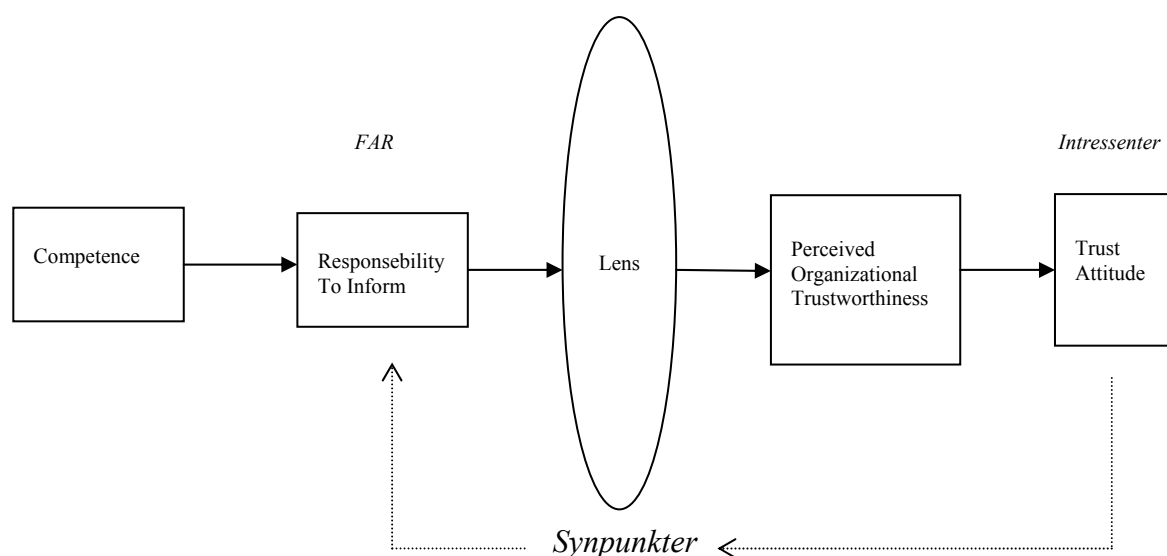 FAR
Intressenter
Competence
Responsebility
To Inform
Lens
Perceived
Organizational
Trustworthiness
Trust
Attitude
Synpunkter